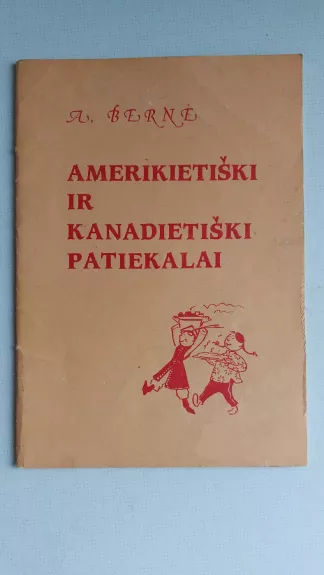 A. BERNĖ
AMERIKIETIŠKI
IR
KANADIETIŠKI
PATIEKALAI